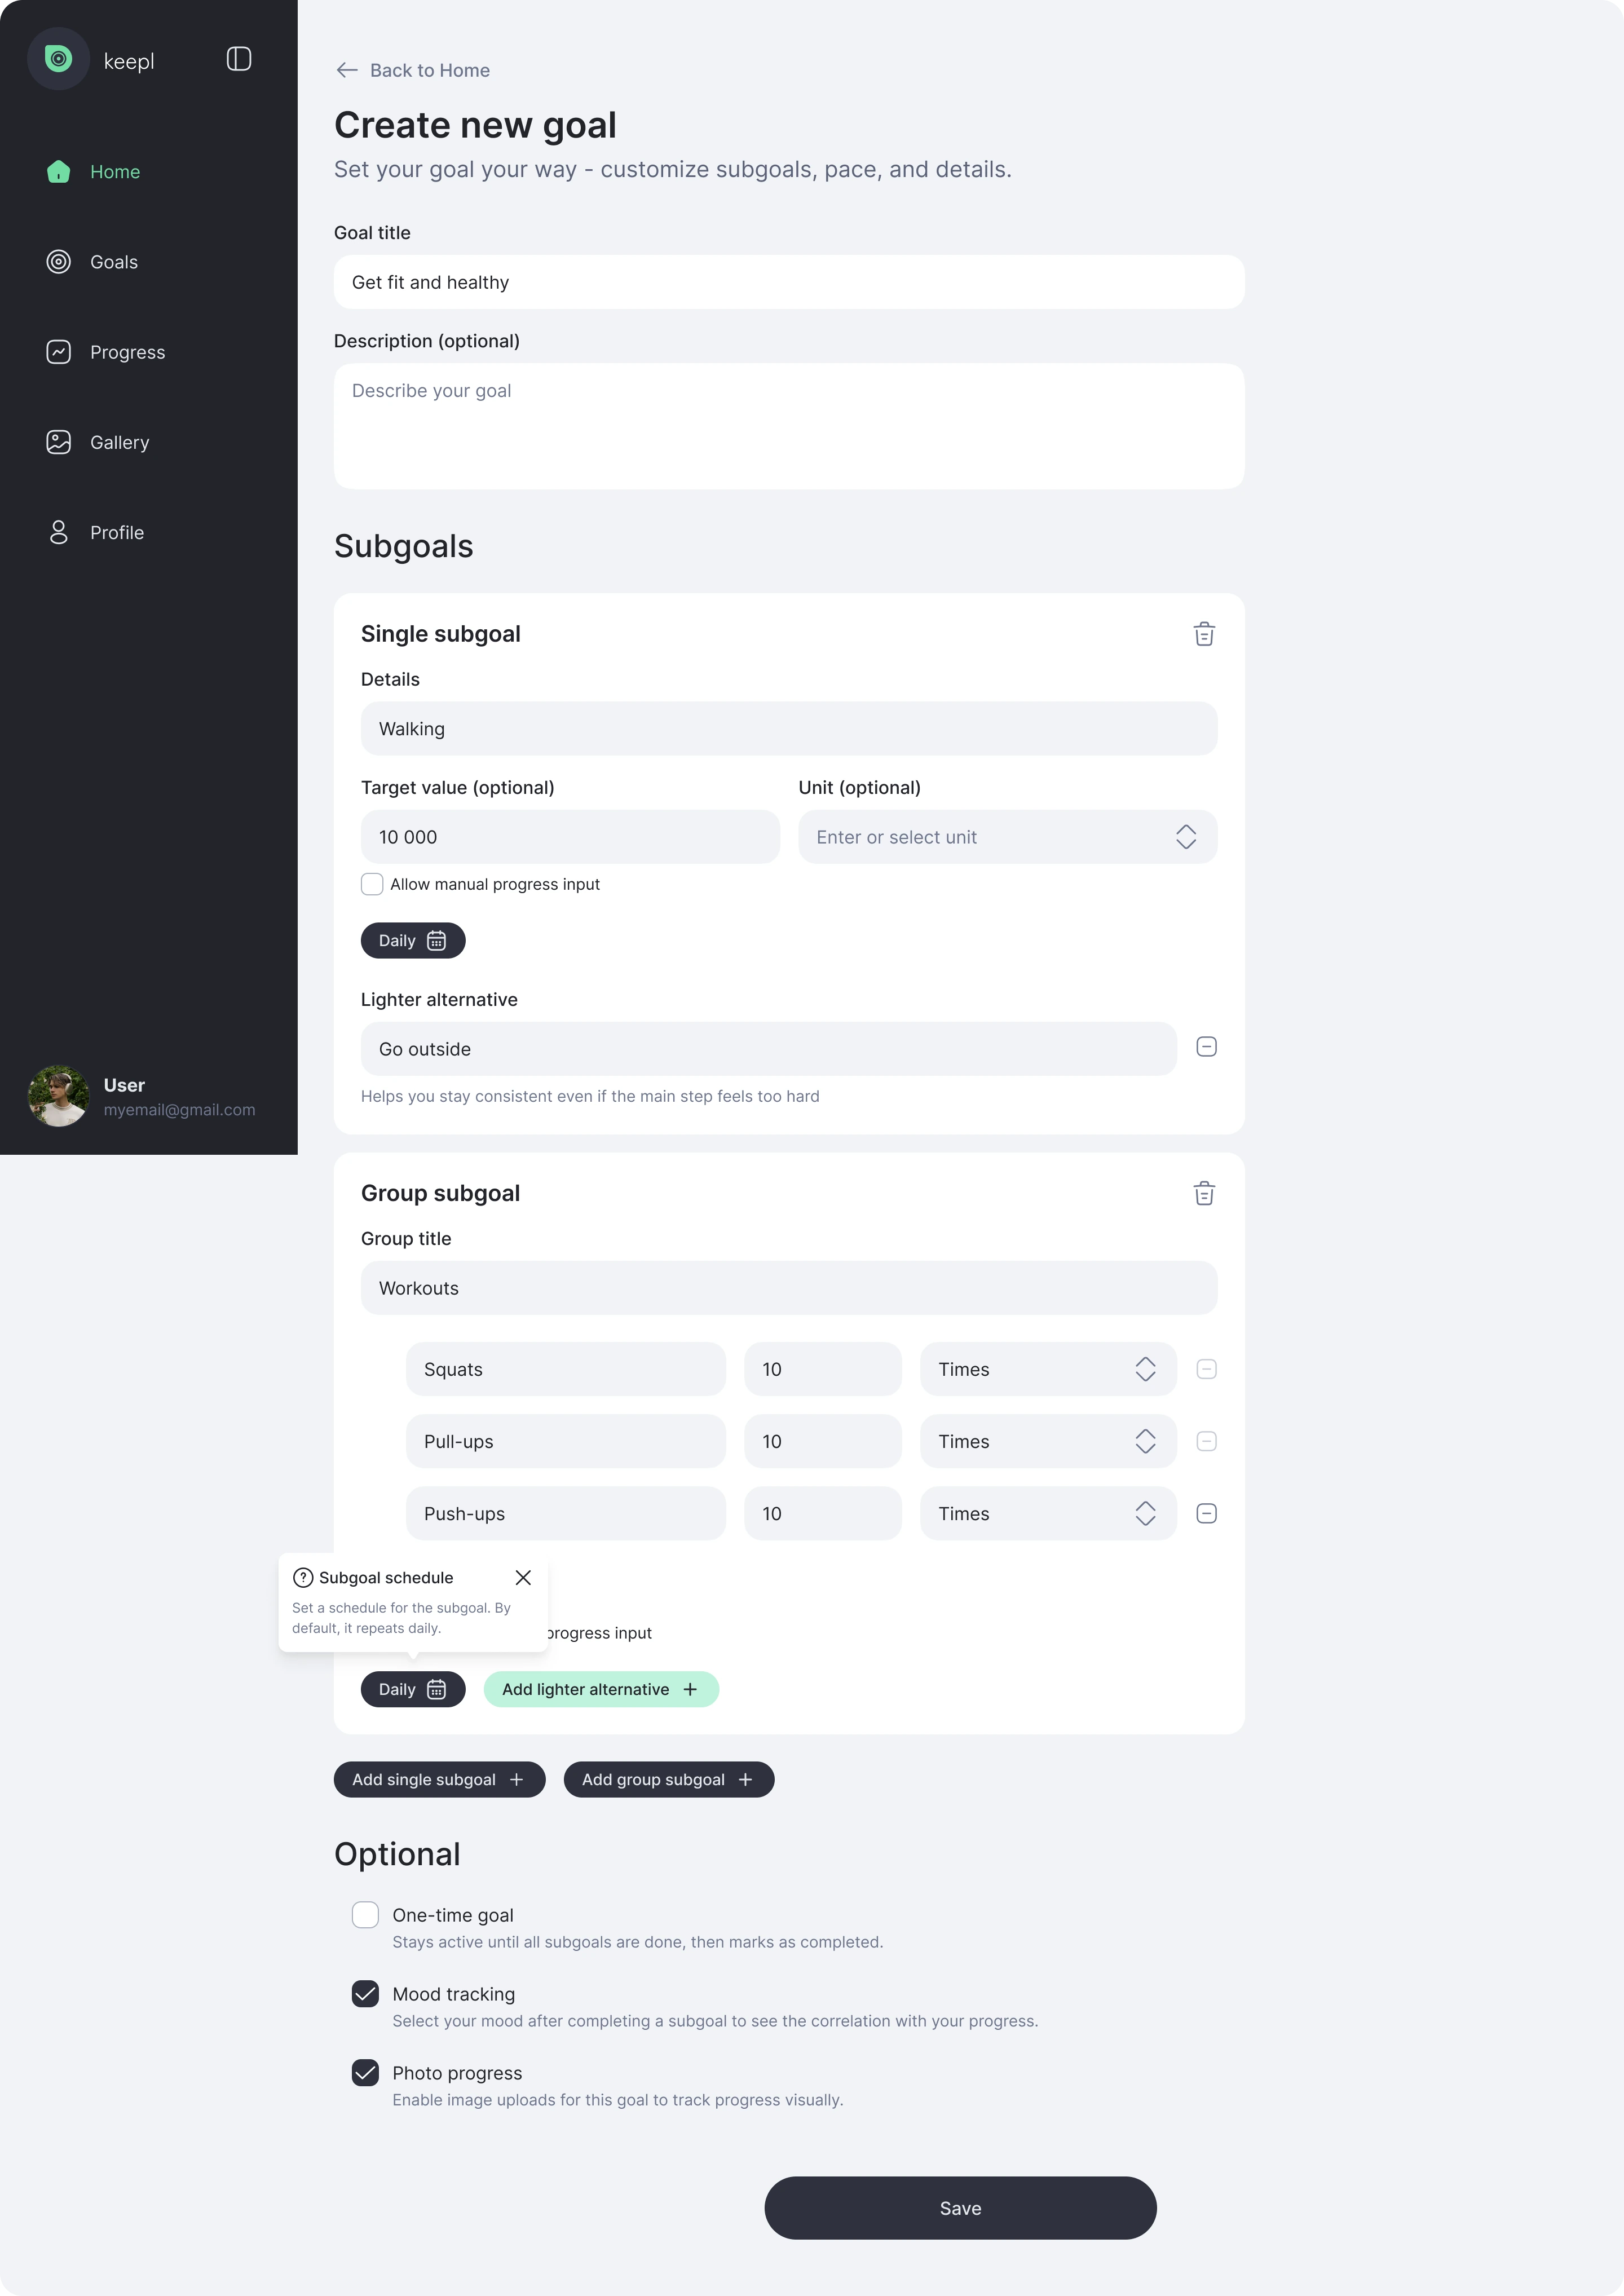 keepl
Home
Goals
Progress
Gallery
Profile
User
myemail@gmail.com
Back to Home
Create new goal
Set your goal your way - customize subgoals, pace, and details.
Goal title
Get fit and healthy
Description (optional)
Describe your goal
Subgoals
Single subgoal
Details
Walking
Target value (optional)
Unit (optional)
10 000
Enter or select unit
Allow manual progress input
Daily
Lighter alternative
Go outside
Helps you stay consistent even if the main step feels too hard
Group subgoal
Group title
Workouts
Squats
10
Times
Pull-ups
10
Times
Push-ups
10
Times
Subgoal schedule
Set a schedule for the subgoal. By
default, it repeats daily.
progress input
Daily
Add lighter alternative
Add single subgoal
Add group subgoal
Optional
One-time goal
Stays active until all subgoals are done, then marks as completed.
Mood tracking
Select your mood after completing a subgoal to see the correlation with your progress.
Photo progress
Enable image uploads for this goal to track progress visually.
Save